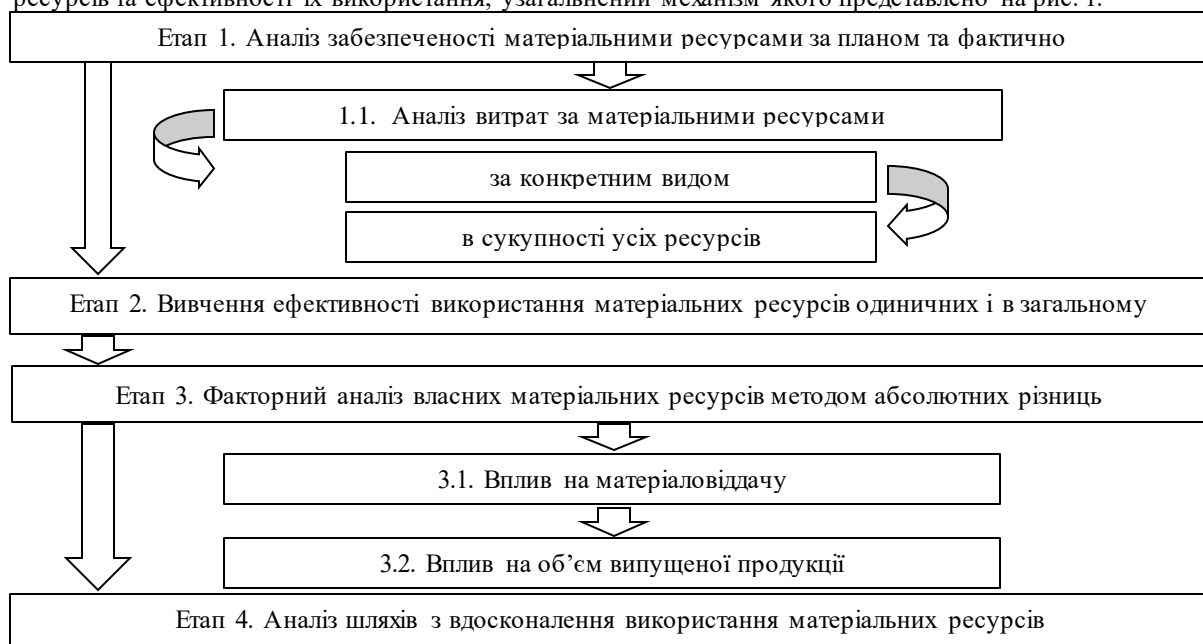 ресурсів та ефективності їх використання, узагальнений механізм якого представлено на рис. 1.
Етап 1. Аналіз забезпеченості матеріальними ресурсами за планом та фактично
1.1. Аналіз витрат за матеріальними ресурсами
за конкретним видом
в сукупності усіх ресурсів
Етап 2. Вивчення ефективності використання матеріальних ресурсів одиничних і в загальному
Етап 3. Факторний аналіз власних матеріальних ресурсів методом абсолютних різниць
3.1. Вплив на матеріаловіддачу
3.2. Вплив на об’єм випущеної продукції
Етап 4. Аналіз шляхів з вдосконалення використання матеріальних ресурсів